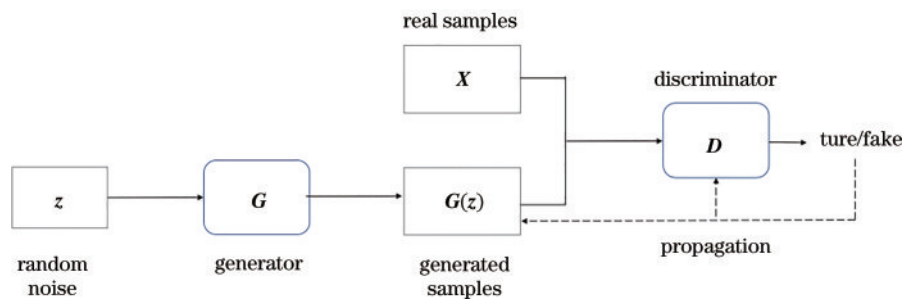 real samples
X
discriminator
D
ture/fake
z
G
G(z)
propagation
random
noise
generator
generated
samples